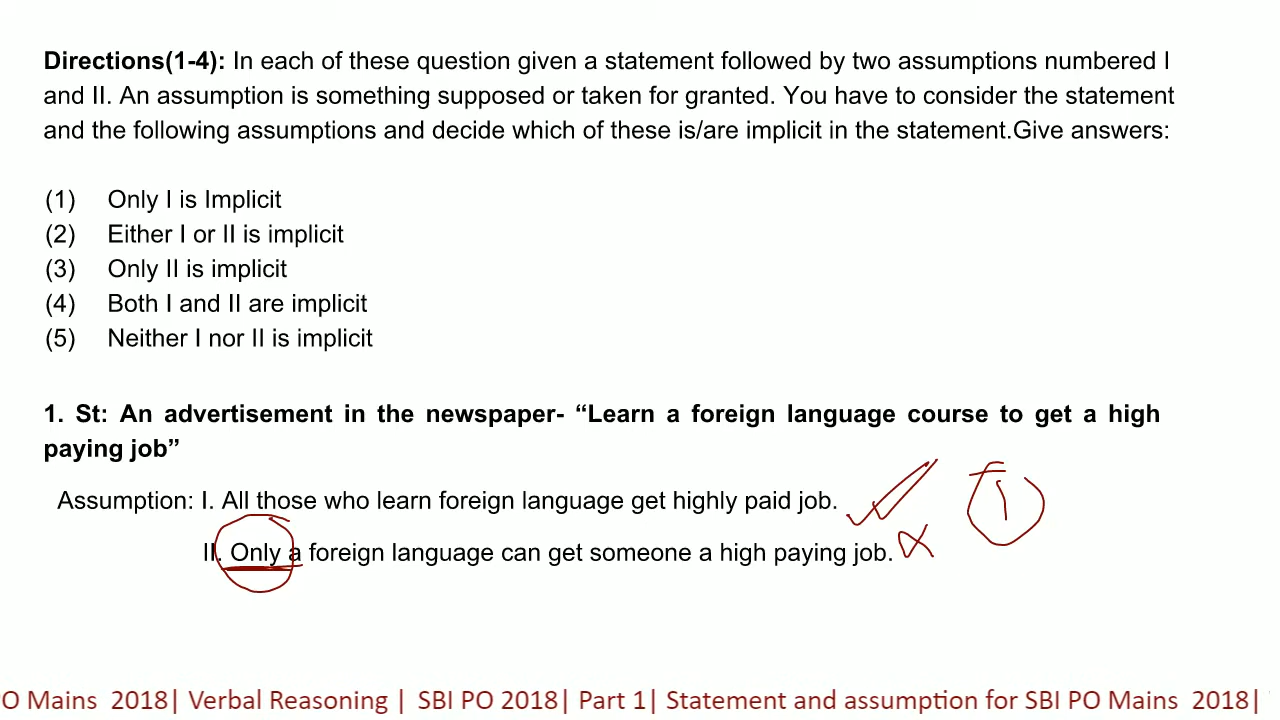 Directions(1-4): In each of these question given a statement followed by two assumptions numbered I
and II. An assumption is something supposed or taken for granted. You have to consider the statement
and the following assumptions and decide which of these is/are implicit in the statement.Give answers:
(1) Only I is Implicit
(2) Either I or II is implicit
(3) Only II is implicit
(4) Both I and II are implicit
(5) Neither I nor II is implicit
1. St: An advertisement in the newspaper- “Learn a foreign language course to get a high
paying job”
Assumption: I. All those who learn foreign language get highly paid job.
1
II. Only a foreign language can get someone a high paying job.
PO Mains 2018| Verbal Reasoning | SBI PO 2018| Part 1| Statement and assumption for SBI PO Mains 2018|